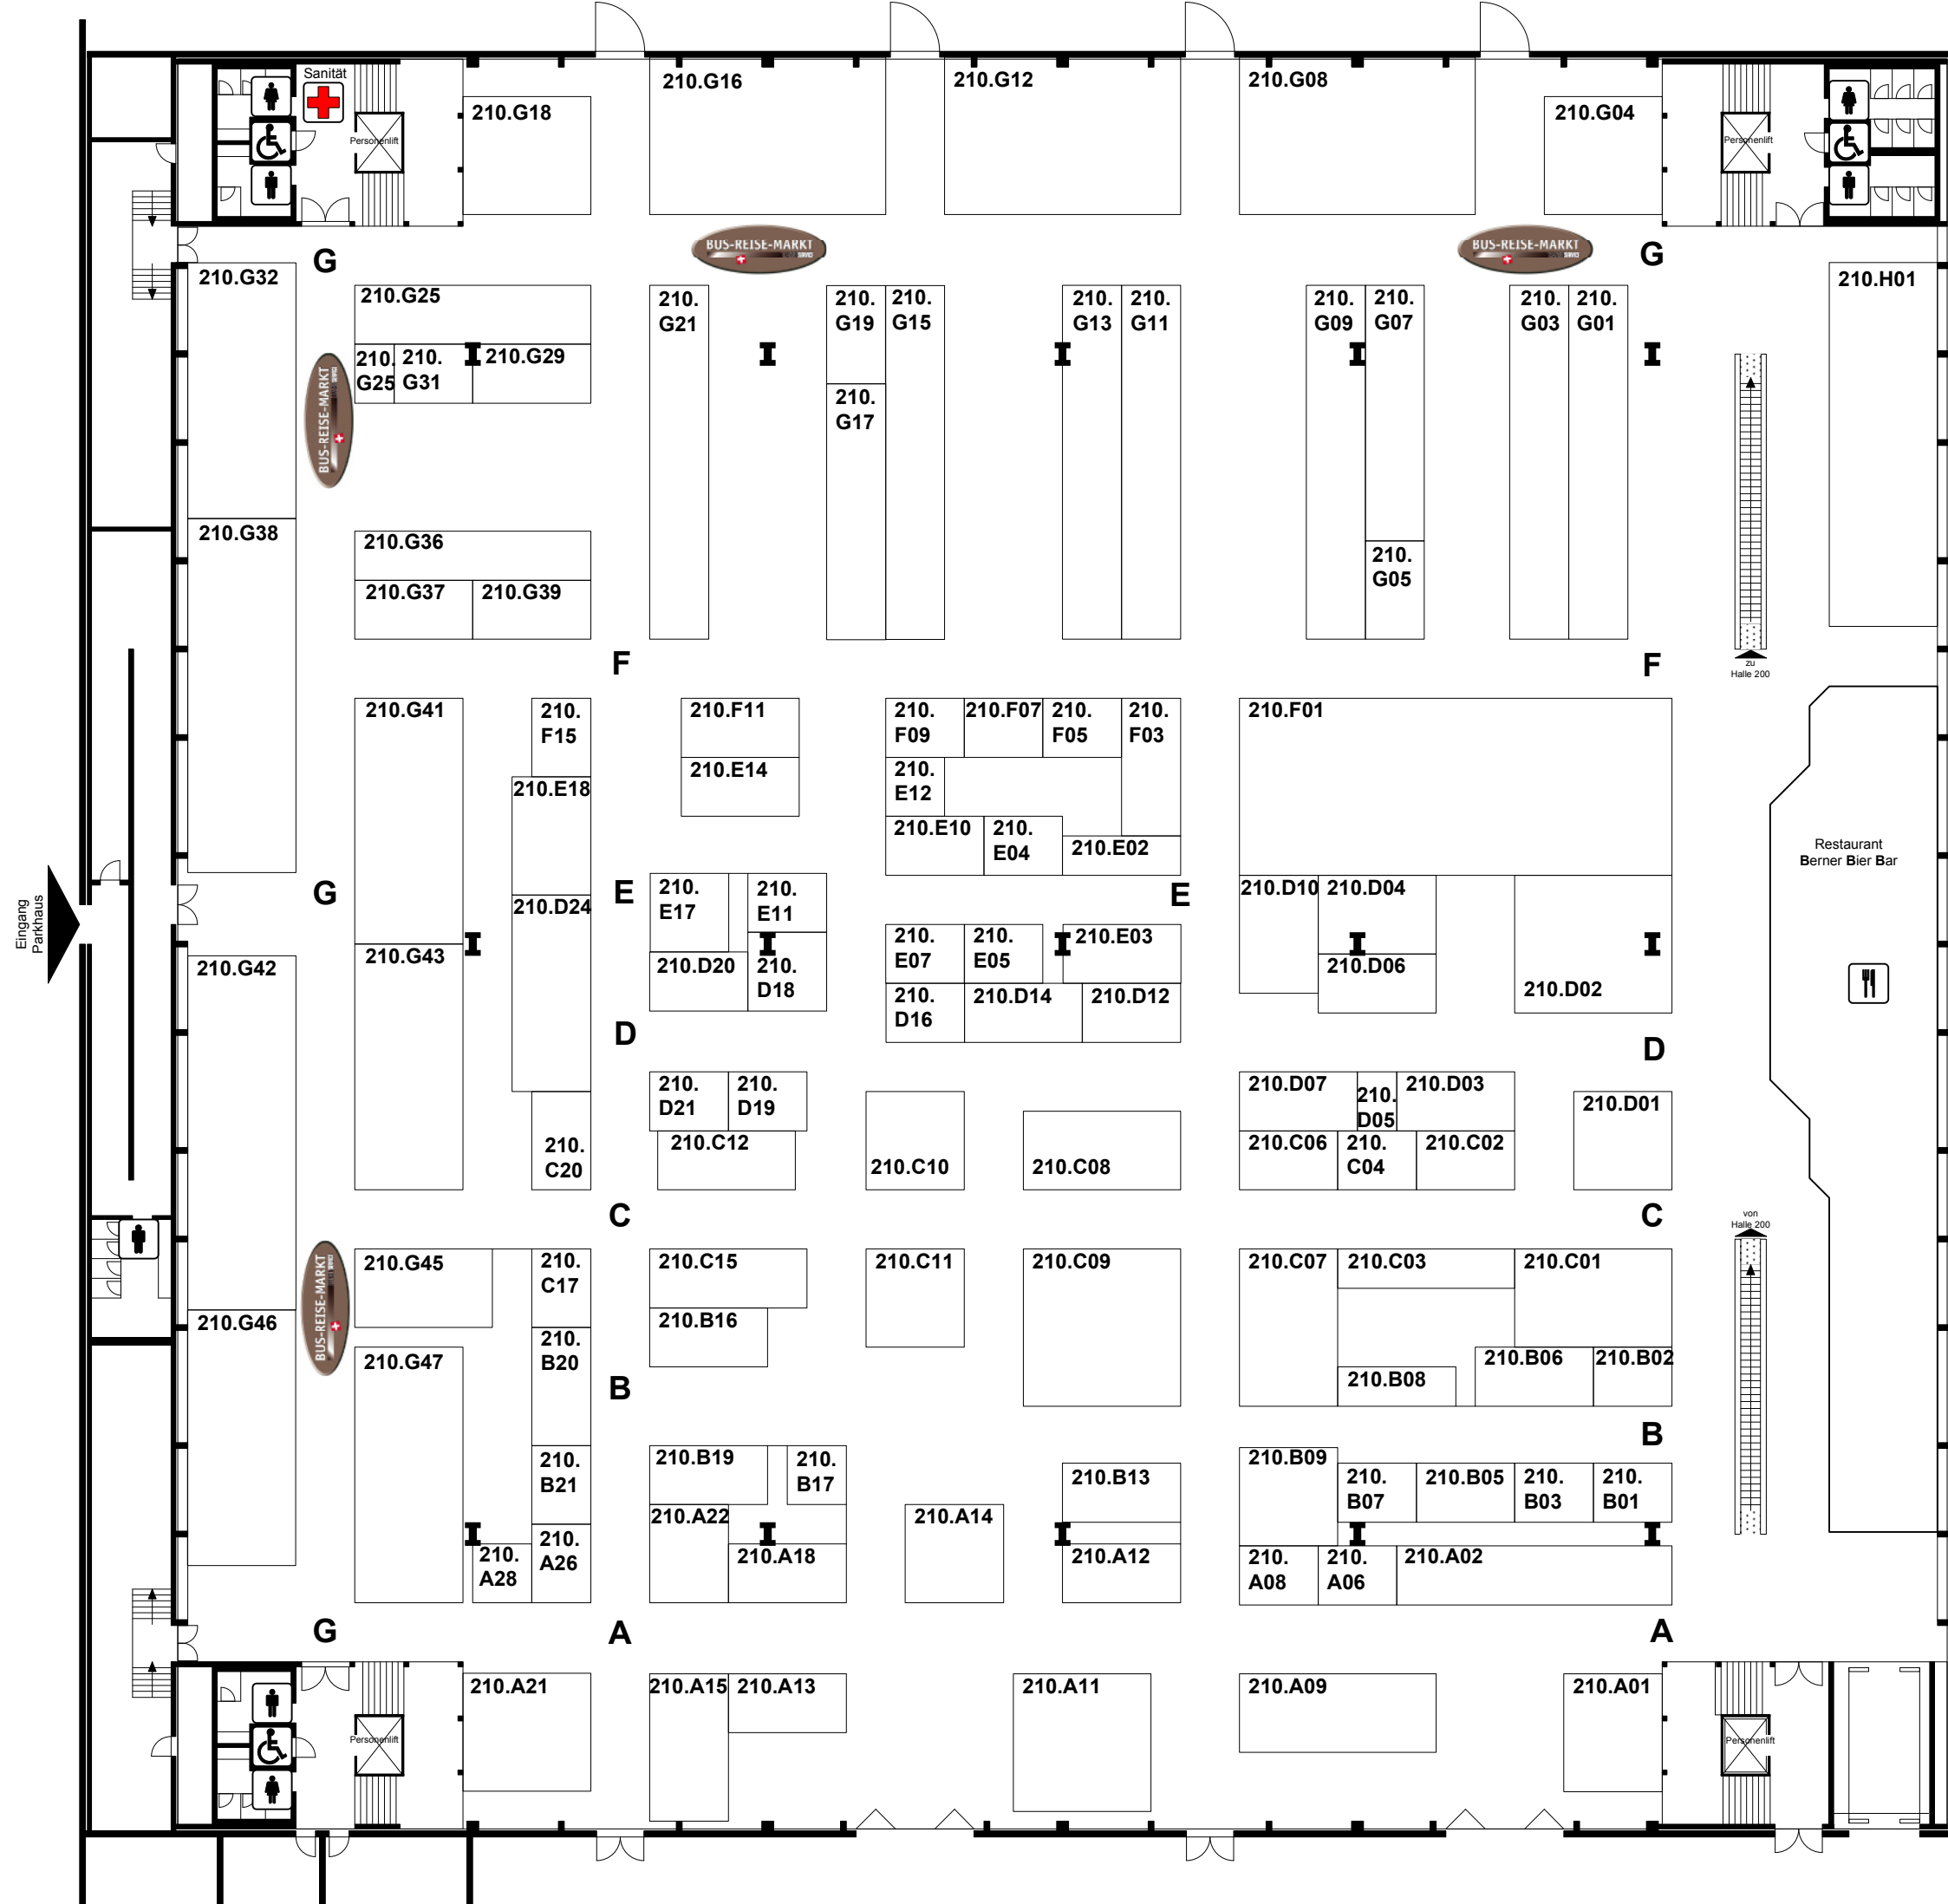 Sanität
Personenlift
210.G18
210.G16
210.G12
210.G08
210.G04
Personenlift
BUS-REISE-MARKT
BUS-REISE-MARKT
G
G
210.G32
210.H01
210.G25
210.
G21
210.
G19
210.
G15
210.
G13
210.
G11
210.
G09
210.
G07
210.
G03
210.
G01
210.
G25
210.
G31
210.G29
BUS-REISE-MARKT
210.
G17
210.G38
210.G36
210.G37
210.G39
210.
G05
F
F
zu
Halle 200
210.G41
210.
F15
210.F11
210.
F09
210.F07
210.
F05
210.
F03
210.F01
210.E18
210.E14
210.
E12
210.E10
210.
E04
210.E02
Restaurant
Berner Bier Bar
Eingang
Parkhaus
G
E
E
210.D24
210.
E17
210.
E11
210.D10
210.D04
210.G43
210.
E07
210.
E05
210.E03
210.G42
210.D20
210.
D18
210.D06
210.D02
210.
D16
210.D14
210.D12
D
D
210.
D21
210.
D19
210.D07
210.
D05
210.D03
210.D01
210.
C20
210.C12
210.C10
210.C08
210.C06
210.
C04
210.C02
C
C
von
Halle 200
210.G45
210.
C17
210.C15
210.C11
210.C09
210.C07
210.C03
210.C01
BUS-REISE-MARKT
210.G46
210.G47
210.
B20
210.B16
210.B08
210.B06
210.B02
B
B
210.
B21
210.B19
210.
B17
210.B13
210.B09
210.
B07
210.B05
210.
B03
210.
B01
210.
A28
210.
A26
210.A22
210.A18
210.A14
210.A12
210.
A08
210.
A06
210.A02
G
A
A
210.A21
210.A15
210.A13
210.A11
210.A09
210.A01
Personenlift
Personenlift